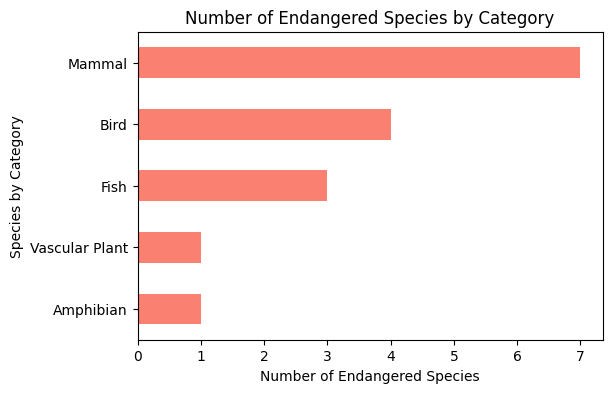 Number of Endangered Species by Category
Species by Category
Mammal
Bird
Fish
Vascular Plant
Amphibian
0 1 2 3 4 5 6 7
Number of Endangered Species